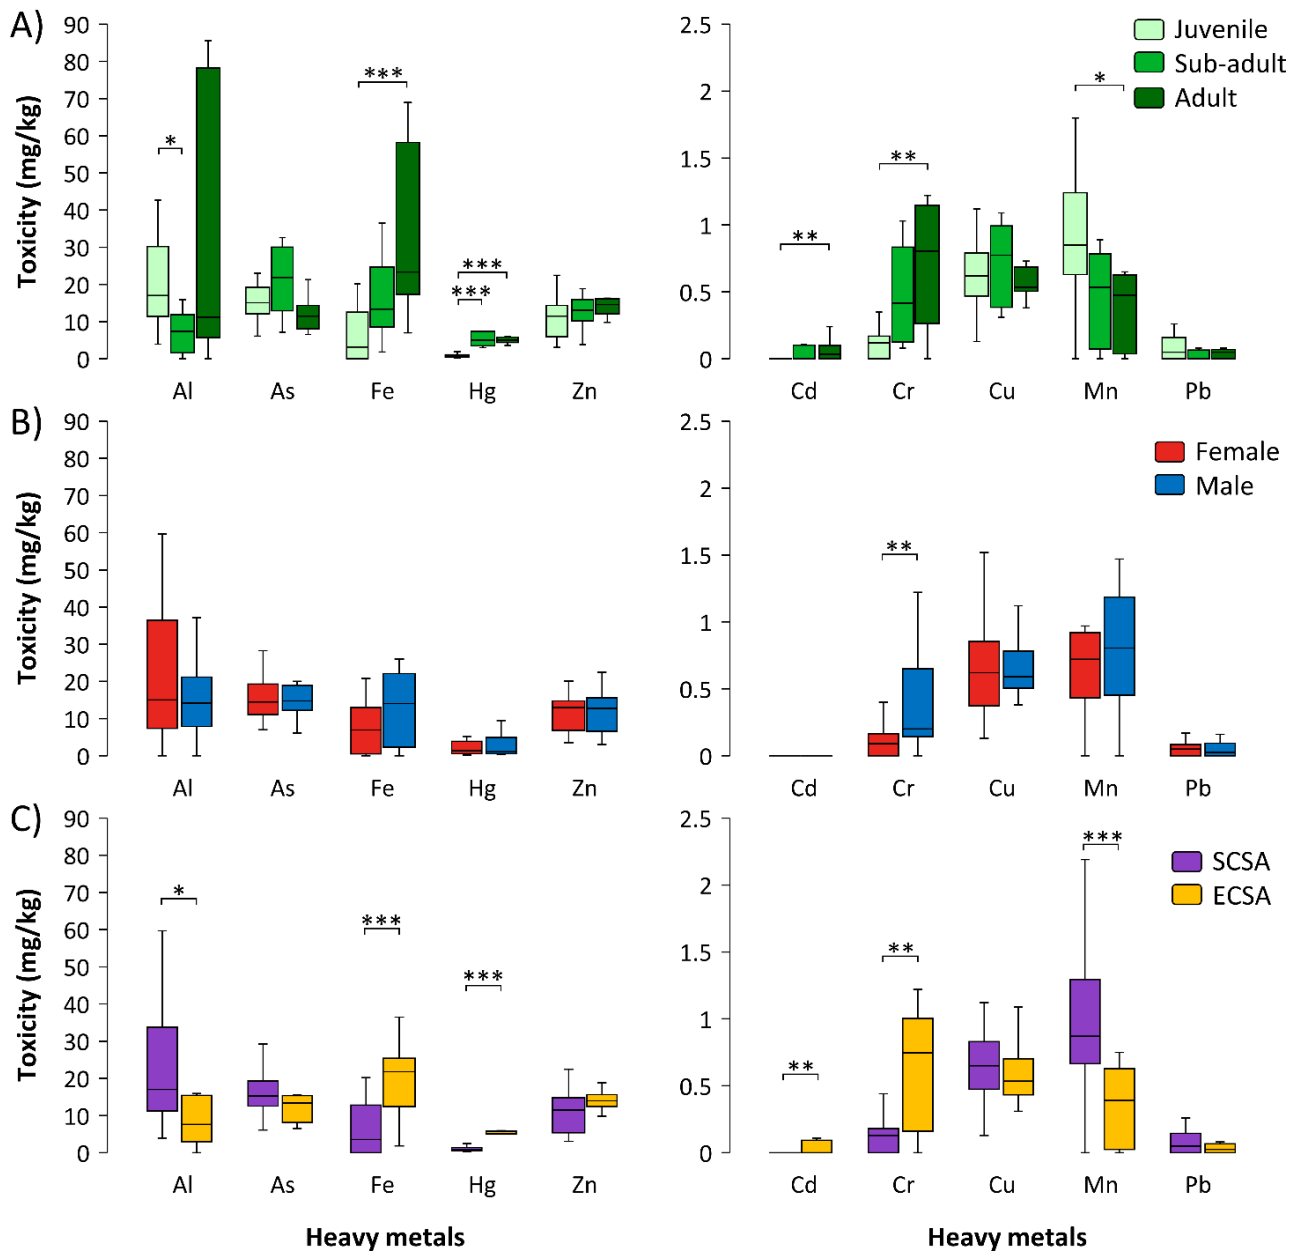 A)
Toxicity (mg/kg)
90
80
70
60
50
40
30
20
10
0
*
***
***
***
Al
As
Fe
Hg
Zn
2.5
2
1.5
1
0.5
0
**
**
*
Cd
Cr
Cu
Mn
Pb
Juvenile
Sub-adult
Adult
B)
Toxicity (mg/kg)
90
80
70
60
50
40
30
20
10
0
Al
As
Fe
Hg
Zn
2.5
2
1.5
1
0.5
0
**
Cd
Cr
Cu
Mn
Pb
Female
Male
C)
Toxicity (mg/kg)
90
80
70
60
50
40
30
20
10
0
*
***
***
Al
As
Fe
Hg
Zn
Heavy metals
2.5
2
1.5
1
0.5
0
**
**
***
Cd
Cr
Cu
Mn
Pb
SCSA
ECSA
Heavy metals